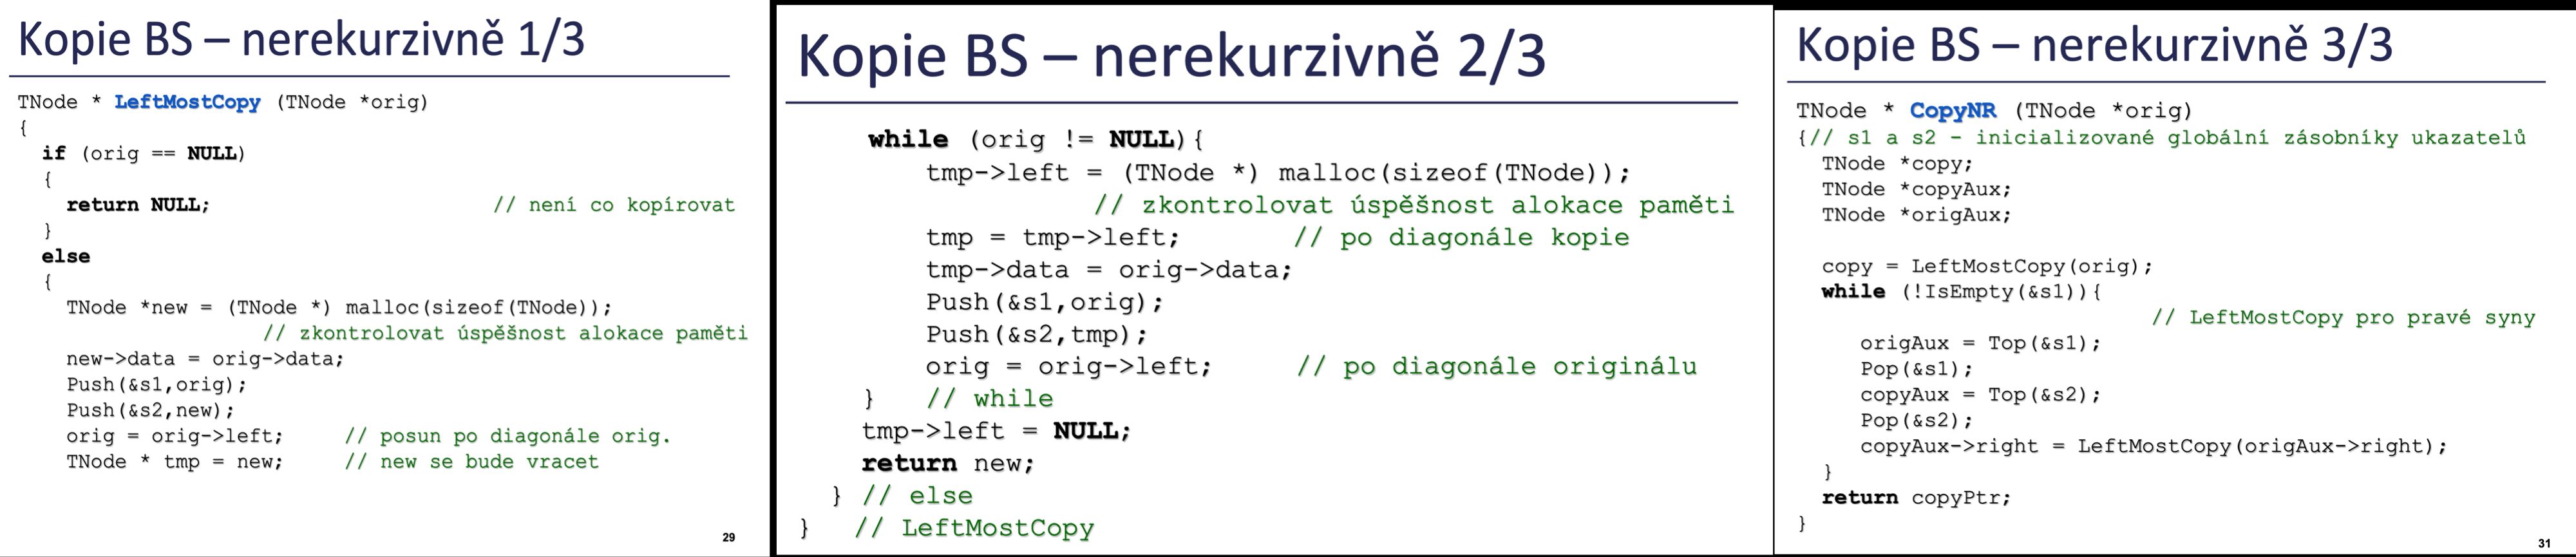 Kopie BS – nerekurzivně 1/3
TNode * LeftMostCopy (TNode *orig)
{
if (orig == NULL)
{
return NULL; // není co kopírovat
}
else
{
TNode *new = (TNode *) malloc(sizeof(TNode));
// zkontrolovat úspěšnost alokace paměti
new->data = orig->data;
Push(&s1,orig);
Push(&s2,new);
orig = orig->left; // posun po diagonále orig.
TNode * tmp = new; // new se bude vracet
29
Kopie BS – nerekurzivně 2/3
while (orig != NULL){
tmp->left = (TNode *) malloc(sizeof(TNode));
// zkontrolovat úspěšnost alokace paměti
tmp = tmp->left; // po diagonále kopie
tmp->data = orig->data;
Push(&s1,orig);
Push(&s2,tmp);
orig = orig->left; // po diagonále originálu
} // while
tmp->left = NULL;
return new;
} // else
} // LeftMostCopy
Kopie BS – nerekurzivně 3/3
TNode * CopyNR (TNode *orig)
{// s1 a s2 - inicializované globální zásobníky ukazatelů
TNode *copy;
TNode *copyAux;
TNode *origAux;
copy = LeftMostCopy(orig);
while (!IsEmpty(&s1)){
// LeftMostCopy pro pravé syny
origAux = Top(&s1);
Pop(&s1);
copyAux = Top(&s2);
Pop(&s2);
copyAux->right = LeftMostCopy(origAux->right);
}
return copyPtr;
}
31